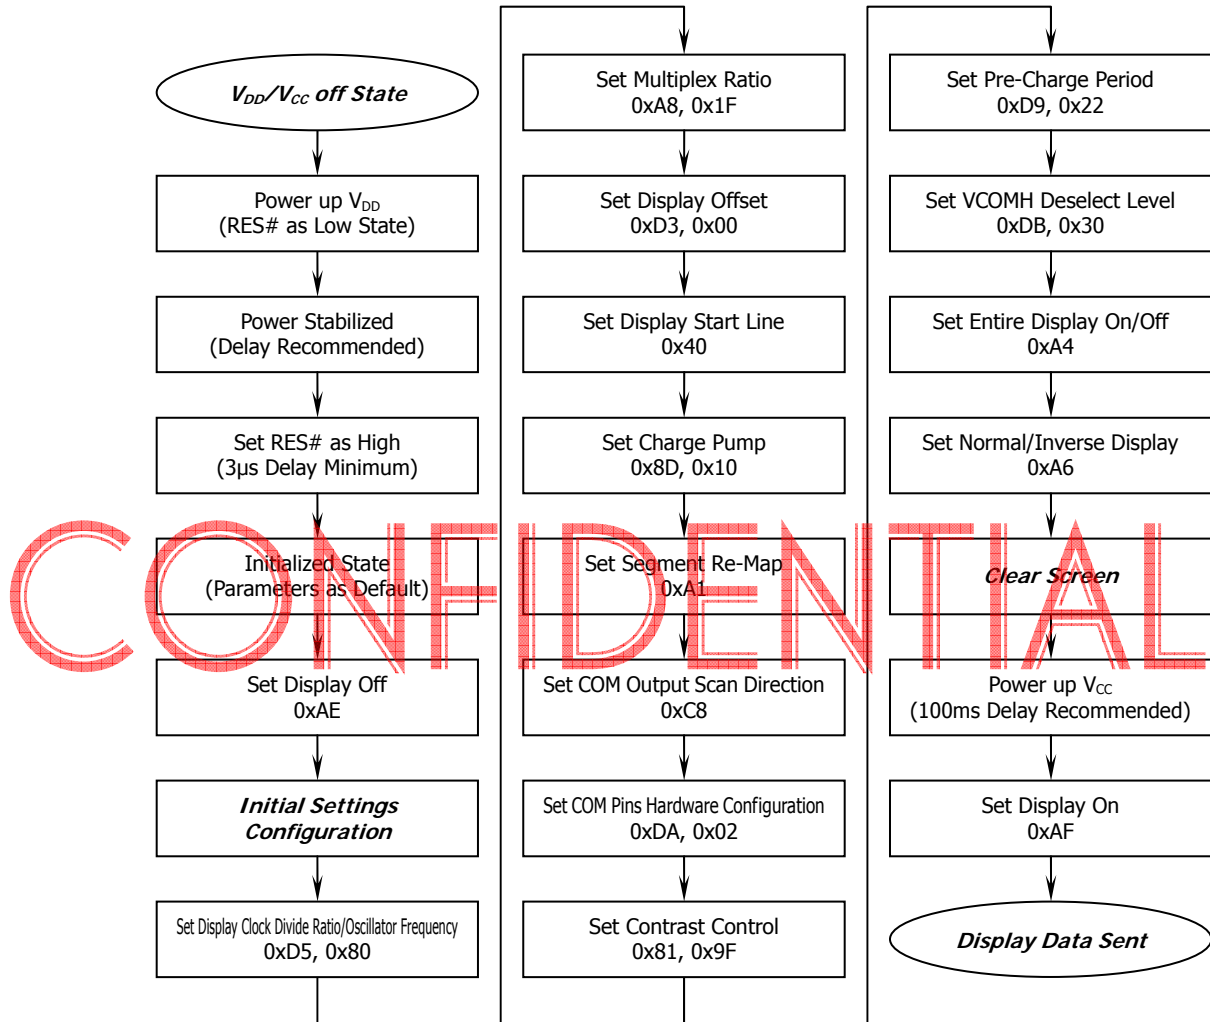 V_DD/V_CC off State
Power up V_DD
(RES# as Low State)
Power Stabilized
(Delay Recommended)
Set RES# as High
(3μs Delay Minimum)
Initialized State
(Parameters as Default)
Set Display Off
0xAE
Initial Settings
Configuration
Set Display Clock Divide Ratio/Oscillator Frequency
0xD5, 0x80
Set Multiplex Ratio
0xA8, 0x1F
Set Display Offset
0xD3, 0x00
Set Display Start Line
0x40
Set Charge Pump
0x8D, 0x10
Set Segment Re-Map
0xA1
Set COM Output Scan Direction
0xC8
Set COM Pins Hardware Configuration
0xDA, 0x02
Set Contrast Control
0x81, 0x9F
Set Pre-Charge Period
0xD9, 0x22
Set VCOMH Deselect Level
0xDB, 0x30
Set Entire Display On/Off
0xA4
Set Normal/Inverse Display
0xA6
Clear Screen
Power up V_CC
(100ms Delay Recommended)
Set Display On
0xAF
Display Data Sent
CONFIDENTIAL